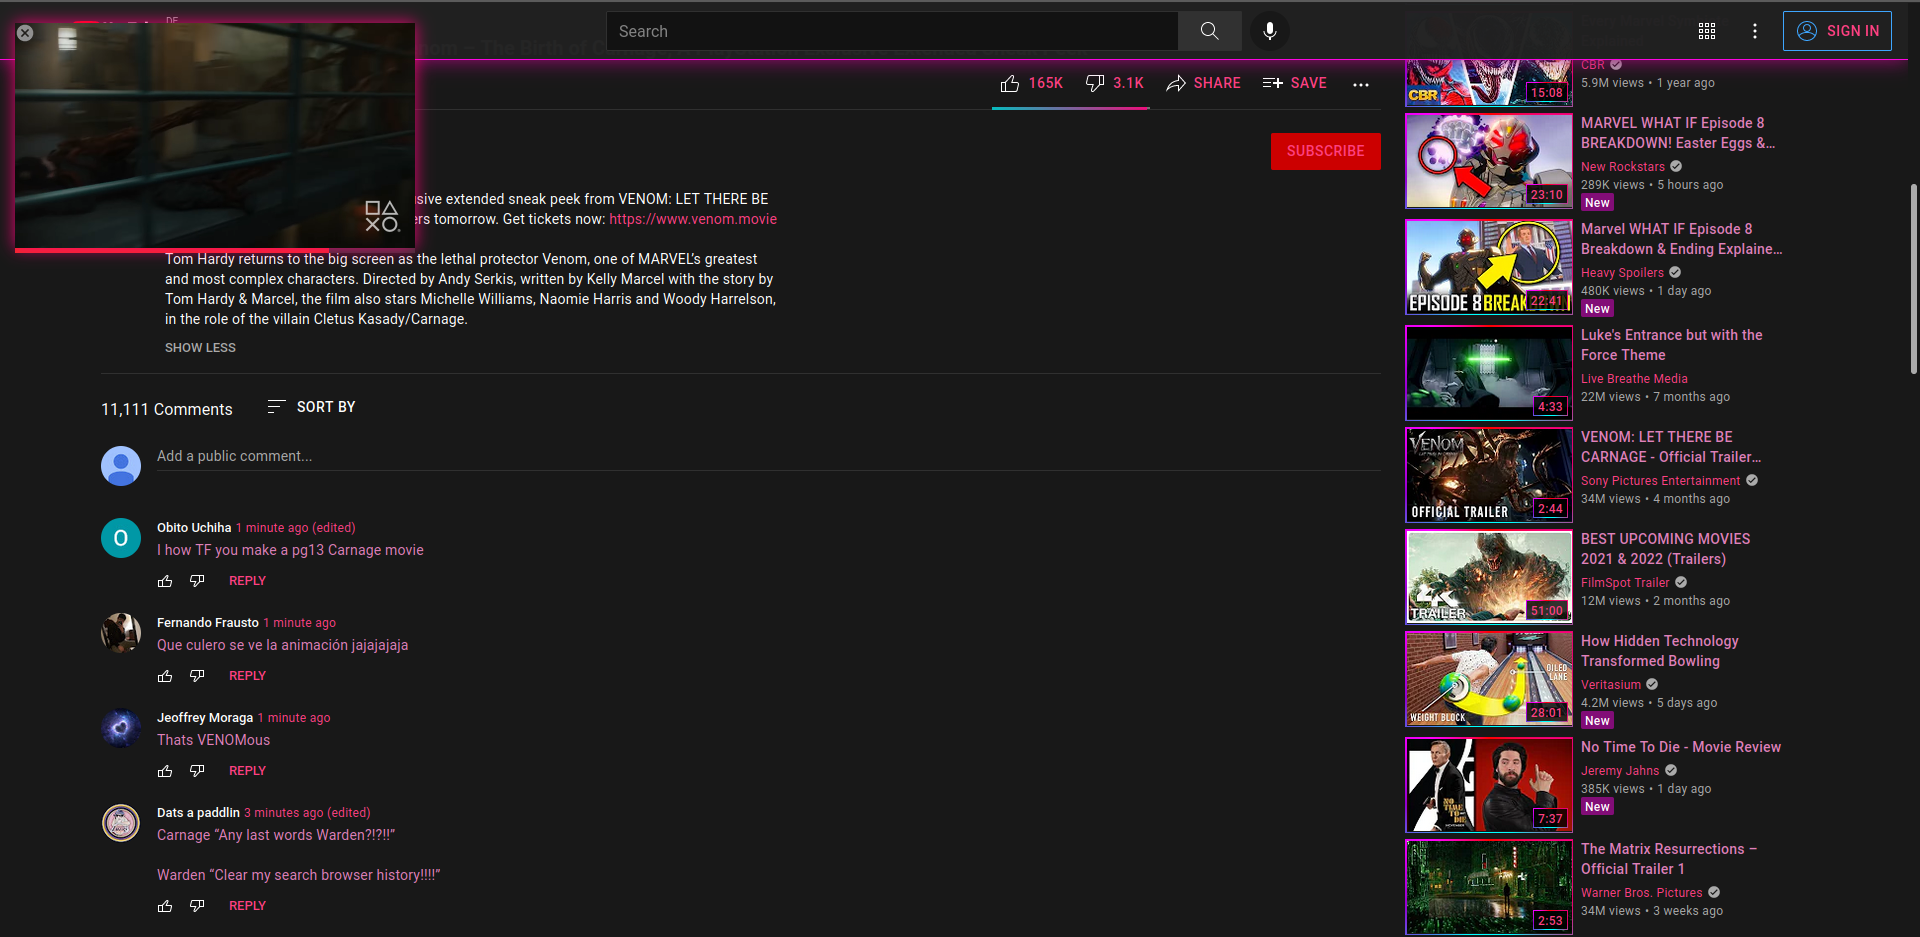 DE
Search
SIGN IN
nom – The Birth of
165K
3.1K
SHARE
SAVE
SUBSCRIBE
sive extended sneak peek from VENOM: LET THERE BE
ers tomorrow. Get tickets now: https://www.venom.movie
Tom Hardy returns to the big screen as the lethal protector Venom, one of MARVEL's greatest
and most complex characters. Directed by Andy Serkis, written by Kelly Marcel with the story by
Tom Hardy & Marcel, the film also stars Michelle Williams, Naomie Harris and Woody Harrelson,
in the role of the villain Cletus Kasady/Carnage.
SHOW LESS
11,111 Comments
SORT BY
Add a public comment...
O
Obito Uchiha 1 minute ago (edited)
I how TF you make a pg13 Carnage movie
REPLY
Fernando Frausto 1 minute ago
Que culero se ve la animación jajajajaja
REPLY
Jeoffrey Moraga 1 minute ago
Thats VENOMous
REPLY
Dats a paddlin 3 minutes ago (edited)
Carnage “Any last words Warden?!?!!”
Warden “Clear my search browser history!!!!”
REPLY
CBR
15:08
CBR
5.9M views • 1 year ago
23:10
MARVEL WHAT IF Episode 8
BREAKDOWN! Easter Eggs &...
New Rockstars
289K views • 5 hours ago
New
EPISODE 8 BREAKDOWN
22:41
Marvel WHAT IF Episode 8
Breakdown & Ending Explaine...
Heavy Spoilers
480K views • 1 day ago
New
4:33
Luke's Entrance but with the
Force Theme
Live Breathe Media
22M views • 7 months ago
VENOM
LET THERE BE CARNAGE
OFFICIAL TRAILER
2:44
VENOM: LET THERE BE
CARNAGE - Official Trailer...
Sony Pictures Entertainment
34M views • 4 months ago
4K
TRAILER
51:00
BEST UPCOMING MOVIES
2021 & 2022 (Trailers)
FilmSpot Trailer
12M views • 2 months ago
OILED
LANE
WEIGHT BLOCK
28:01
How Hidden Technology
Transformed Bowling
Veritasium
4.2M views • 5 days ago
New
NO
TIME
TO DIE
7:37
No Time To Die - Movie Review
Jeremy Jahns
385K views • 1 day ago
New
2:53
The Matrix Resurrections –
Official Trailer 1
Warner Bros. Pictures
34M views • 3 weeks ago